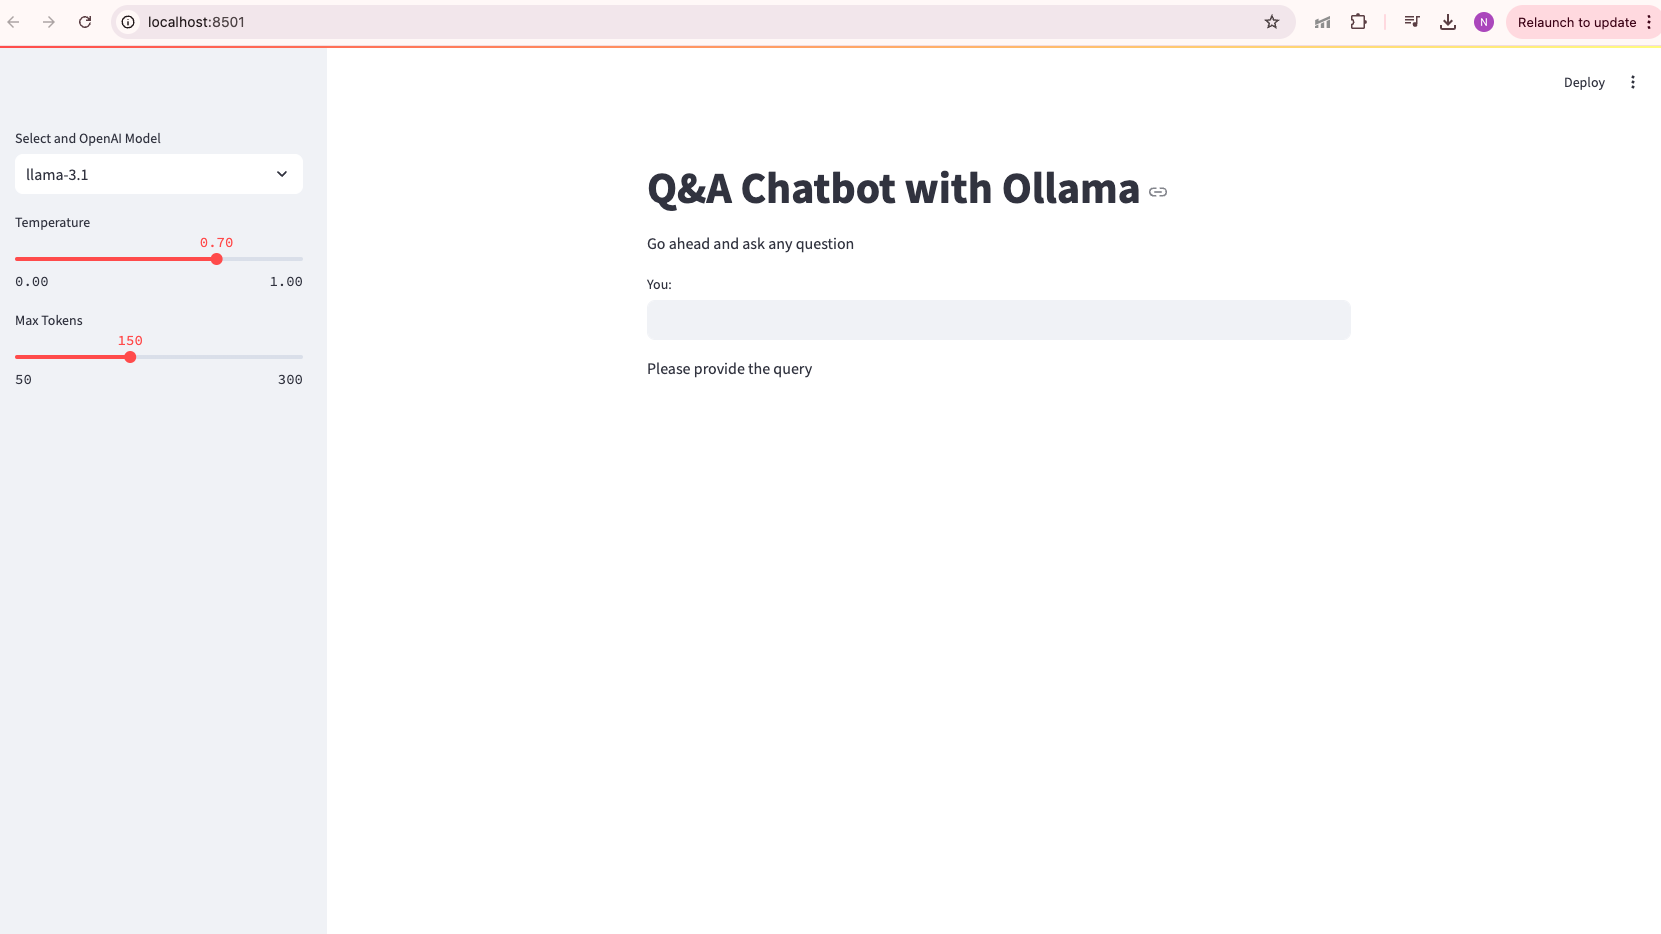 localhost:8501
N
Relaunch to update
Deploy
Select and OpenAI Model
llama-3.1
Temperature
0.70
0.00 1.00
Max Tokens
150
50 300
Q&A Chatbot with Ollama
Go ahead and ask any question
You:
Please provide the query